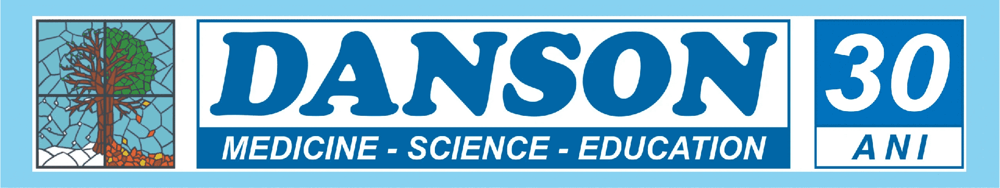 DANSON
MEDICINE - SCIENCE - EDUCATION
30
ANI